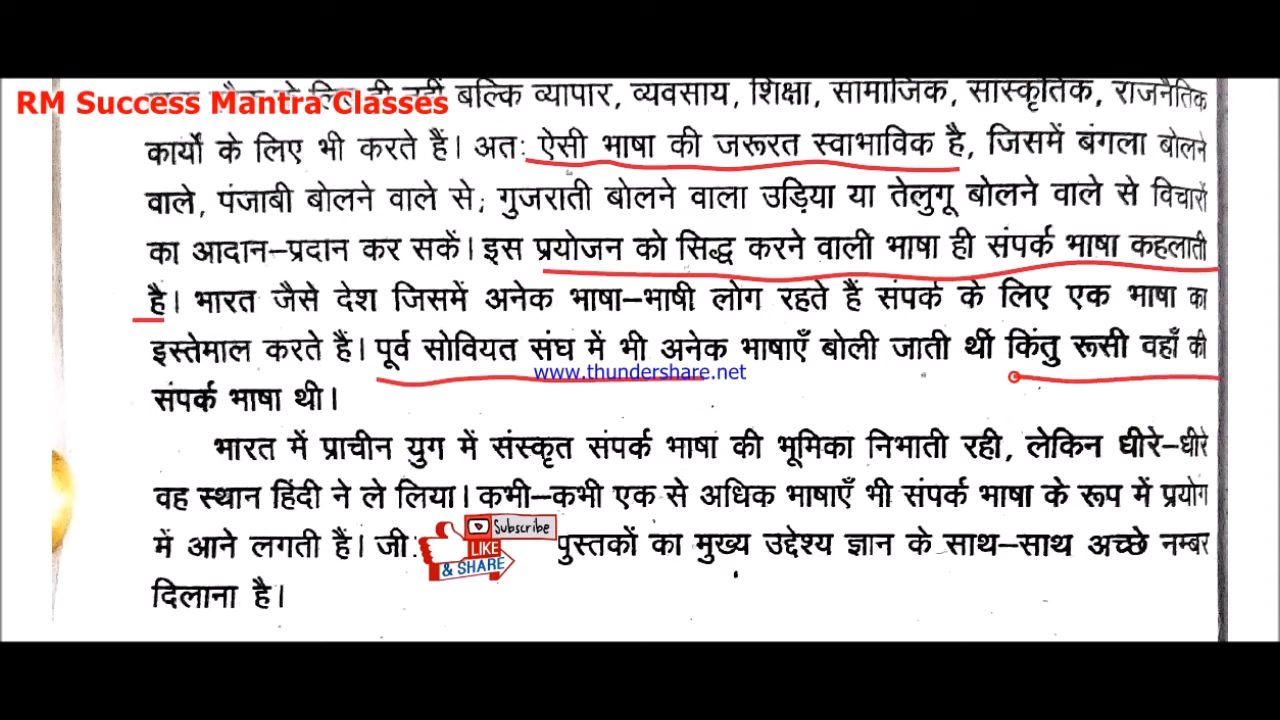 RM Success Mantra Classes
बल्कि व्यापार, व्यवसाय, शिक्षा, सामाजिक, सांस्कृतिक, राजनैतिक
कार्यों के लिए भी करते हैं। अतः ऐसी भाषा की जरूरत स्वाभाविक है, जिसमें बंगला बोलने
वाले, पंजाबी बोलने वाले से; गुजराती बोलने वाला उड़िया या तेलुगू बोलने वाले से विचारों
का आदान-प्रदान कर सकें। इस प्रयोजन को सिद्ध करने वाली भाषा ही संपर्क भाषा कहलाती
है। भारत जैसे देश जिसमें अनेक भाषा-भाषी लोग रहते हैं संपर्क के लिए एक भाषा का
इस्तेमाल करते हैं। पूर्व सोवियत संघ में भी अनेक भाषाएँ बोली जाती थीं किंतु रूसी वहाँ की
www.thundershare.net
संपर्क भाषा थी।
भारत में प्राचीन युग में संस्कृत संपर्क भाषा की भूमिका निभाती रही, लेकिन धीरे-धीरे
वह स्थान हिंदी ने ले लिया। कभी-कभी एक से अधिक भाषाएँ भी संपर्क भाषा के रूप में प्रयोग
में आने लगती हैं। जी: पुस्तकों का मुख्य उद्देश्य ज्ञान के साथ-साथ अच्छे नम्बर
Subscribe
LIKE
& SHARE
दिलाना है।